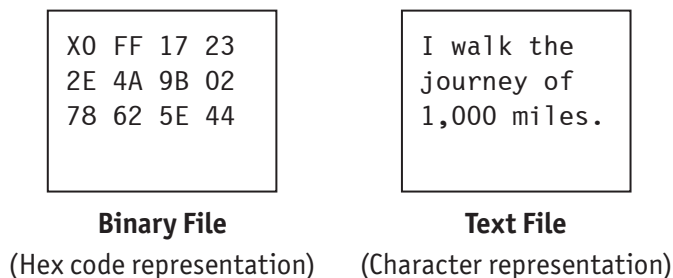 X0 FF 17 23
2E 4A 9B 02
78 62 5E 44
Binary File
(Hex code representation)
I walk the
journey of
1,000 miles.
Text File
(Character representation)